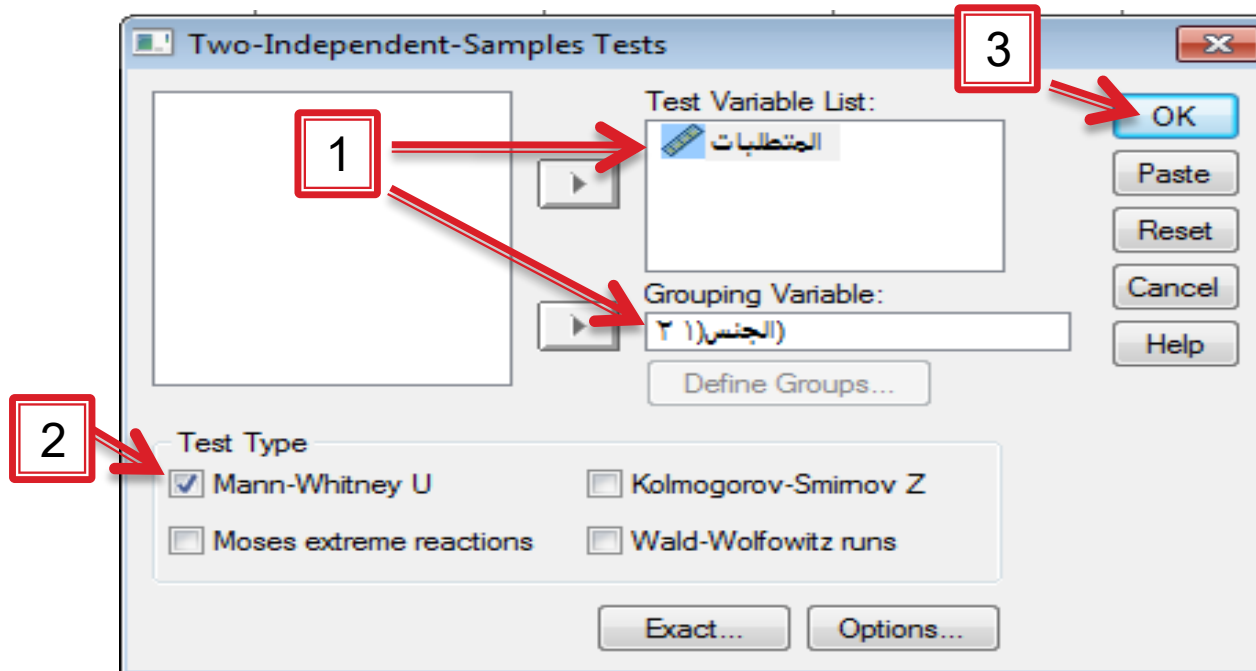 Two-Independent-Samples Tests
3
Test Variable List:
OK
1
المتطلبات
Paste
Reset
Grouping Variable:
Cancel
الجنس(١ ٢)
Help
Define Groups...
2
Test Type
Mann-Whitney U
Kolmogorov-Smirnov Z
Moses extreme reactions
Wald-Wolfowitz runs
Exact...
Options...